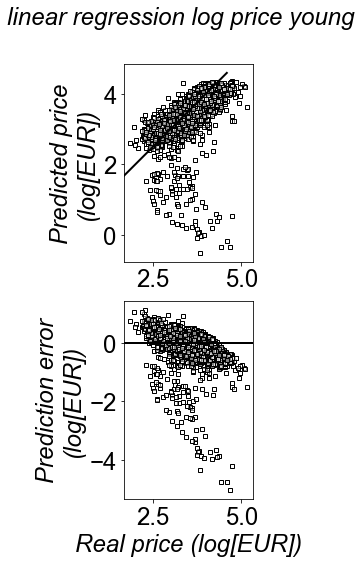 linear regression log price young
Predicted price
(log[EUR])
4
2
0
2.5 5.0
Prediction error
(log[EUR])
0
−2
−4
2.5 5.0
Real price (log[EUR])